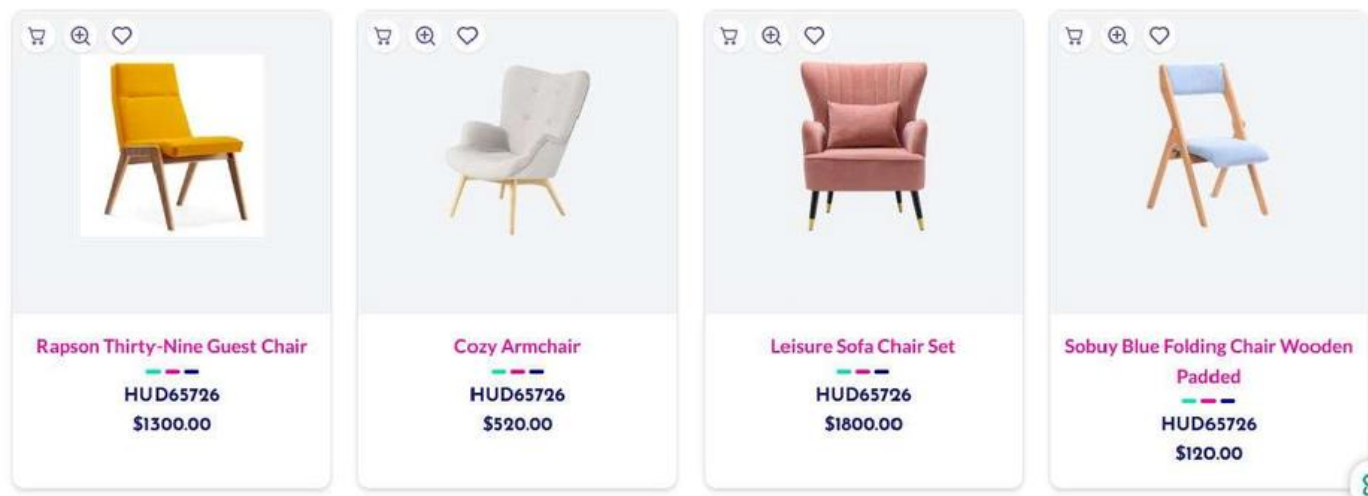 Rapson Thirty-Nine Guest Chair
HUD65726
$1300.00
Cozy Armchair
HUD65726
$520.00
Leisure Sofa Chair Set
HUD65726
$1800.00
Sobuy Blue Folding Chair Wooden
Padded
HUD65726
$120.00